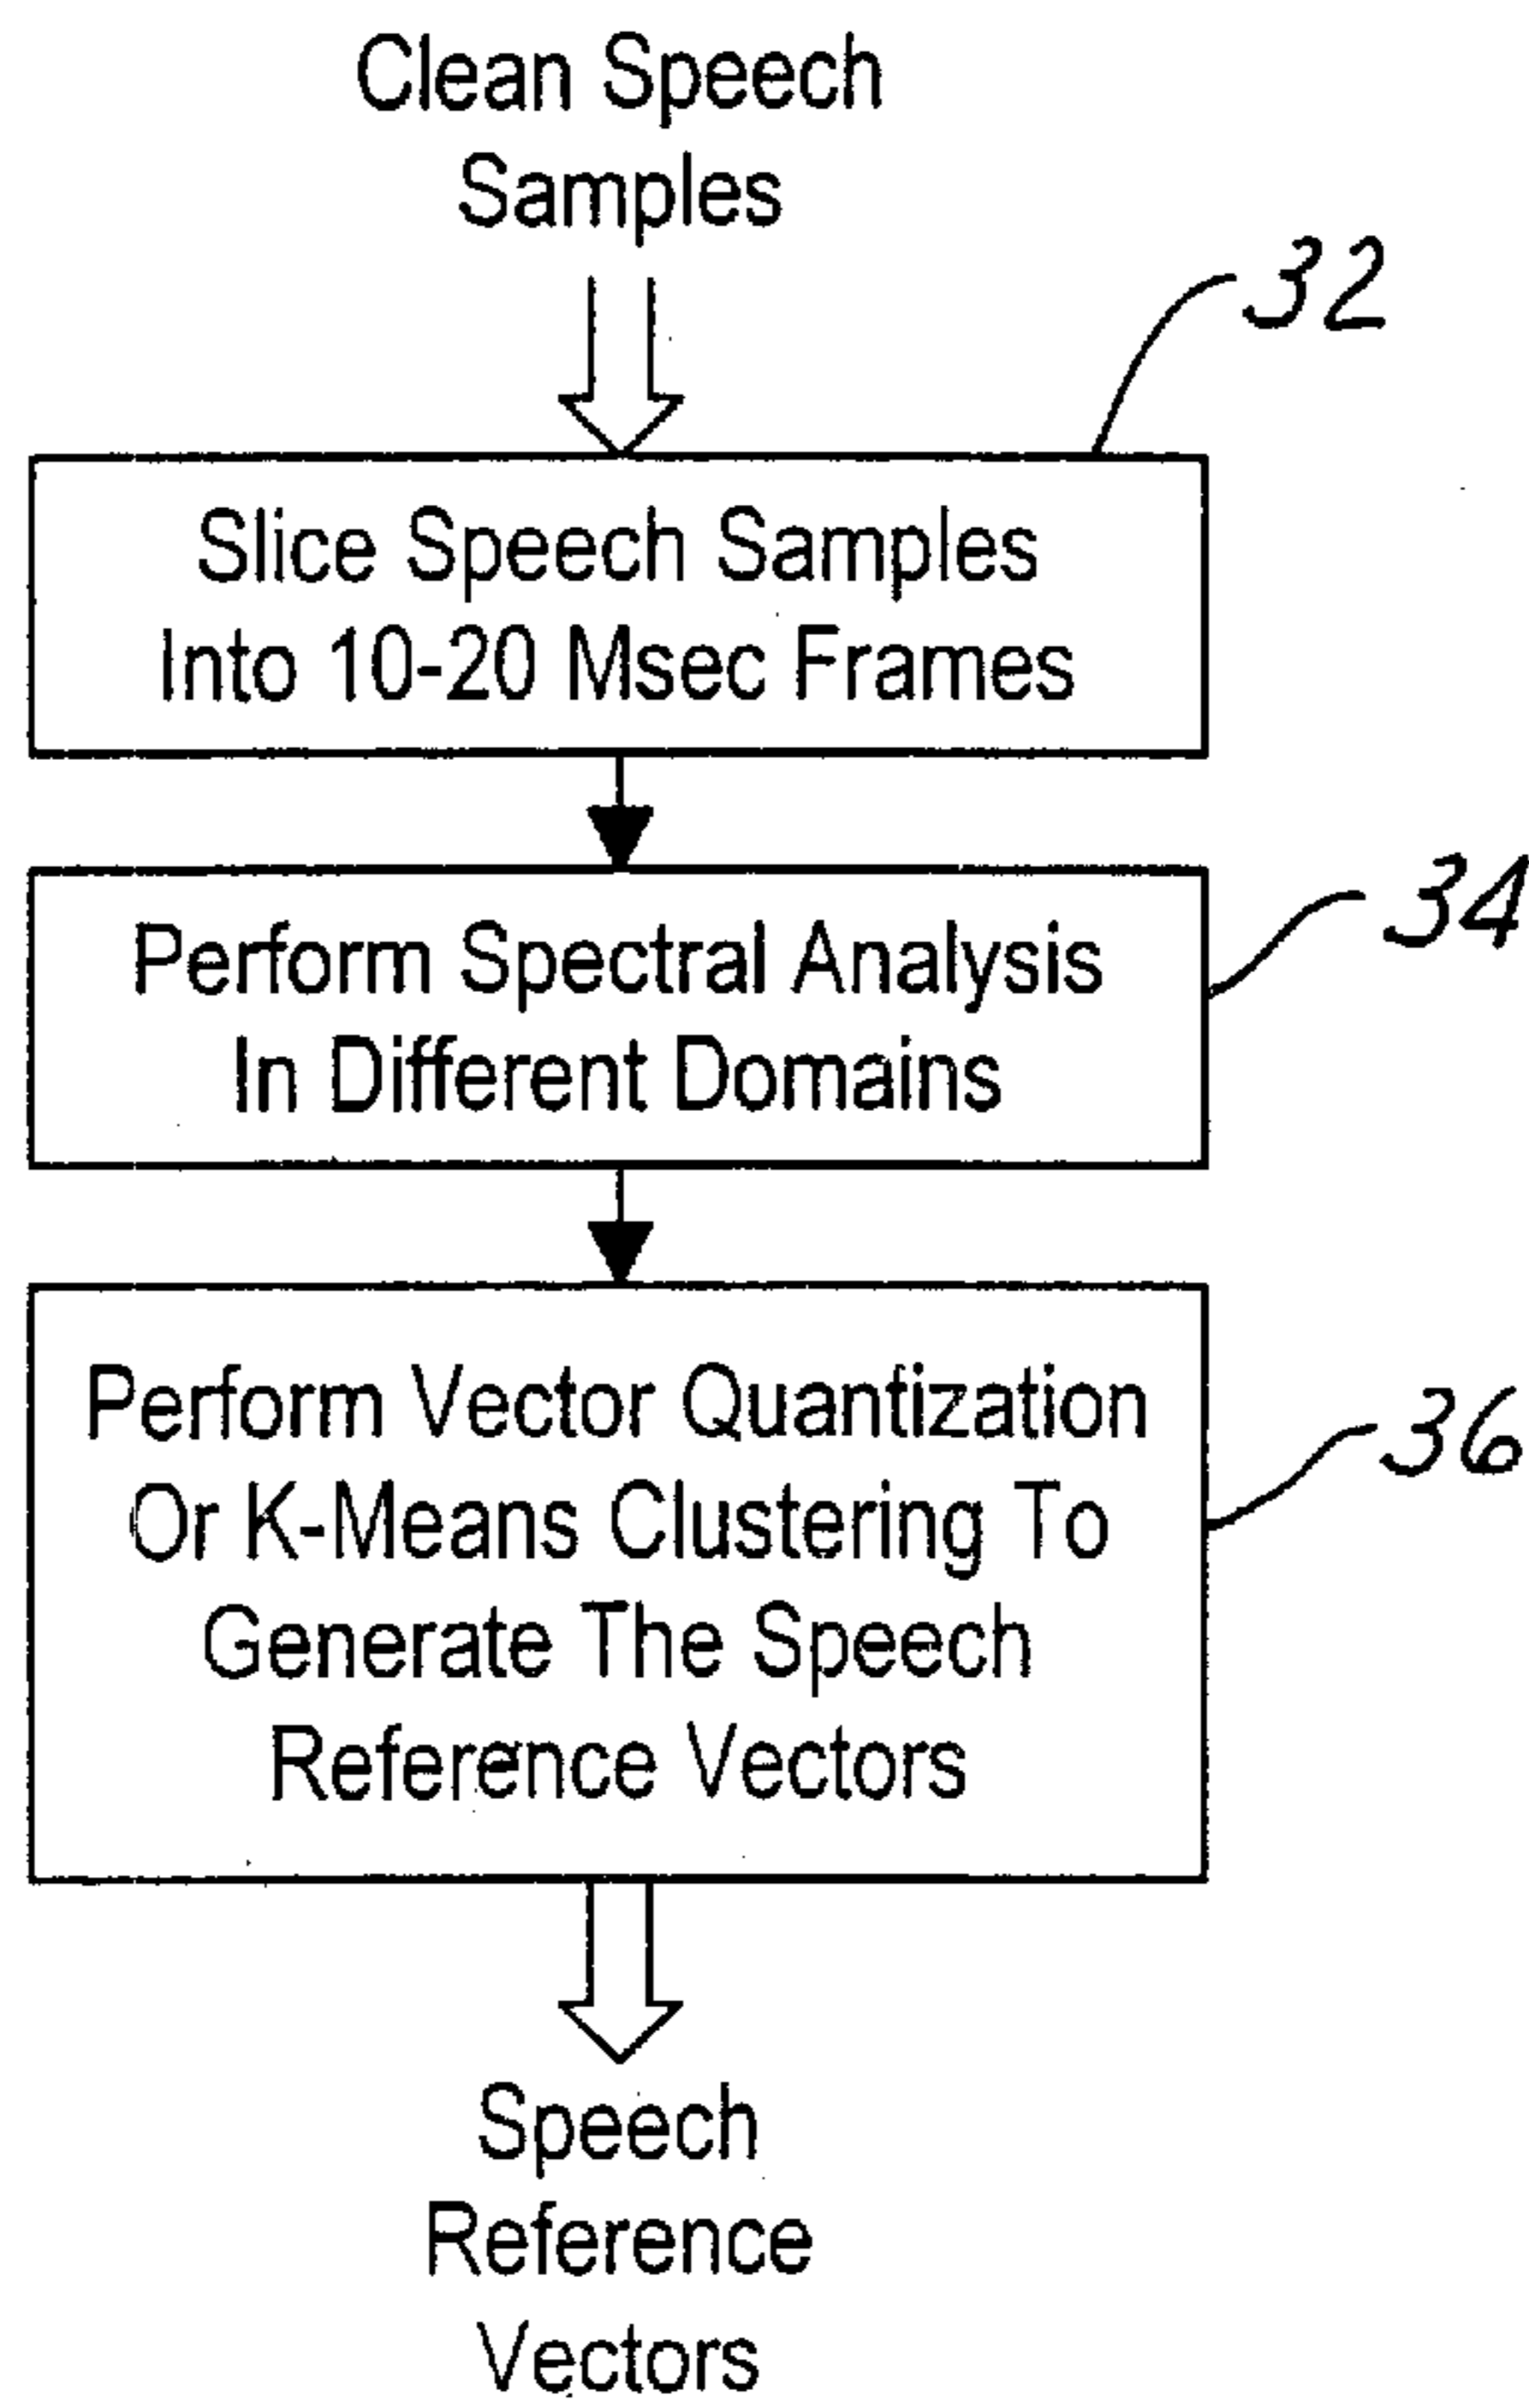 Clean Speech
Samples
32
Slice Speech Samples
Into 10-20 Msec Frames
34
Perform Spectral Analysis
In Different Domains
36
Perform Vector Quantization
Or K-Means Clustering To
Generate The Speech
Reference Vectors
Speech
Reference
Vectors